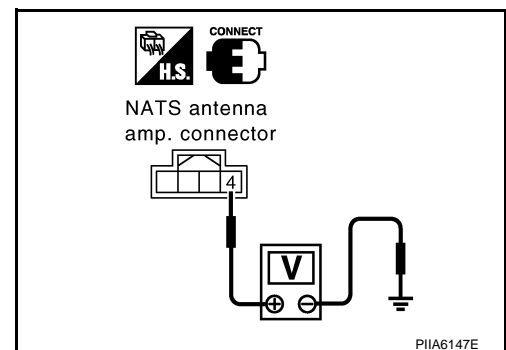 CONNECT
H.S.
NATS antenna
amp. connector
4
V
+ −
PIIA6147E